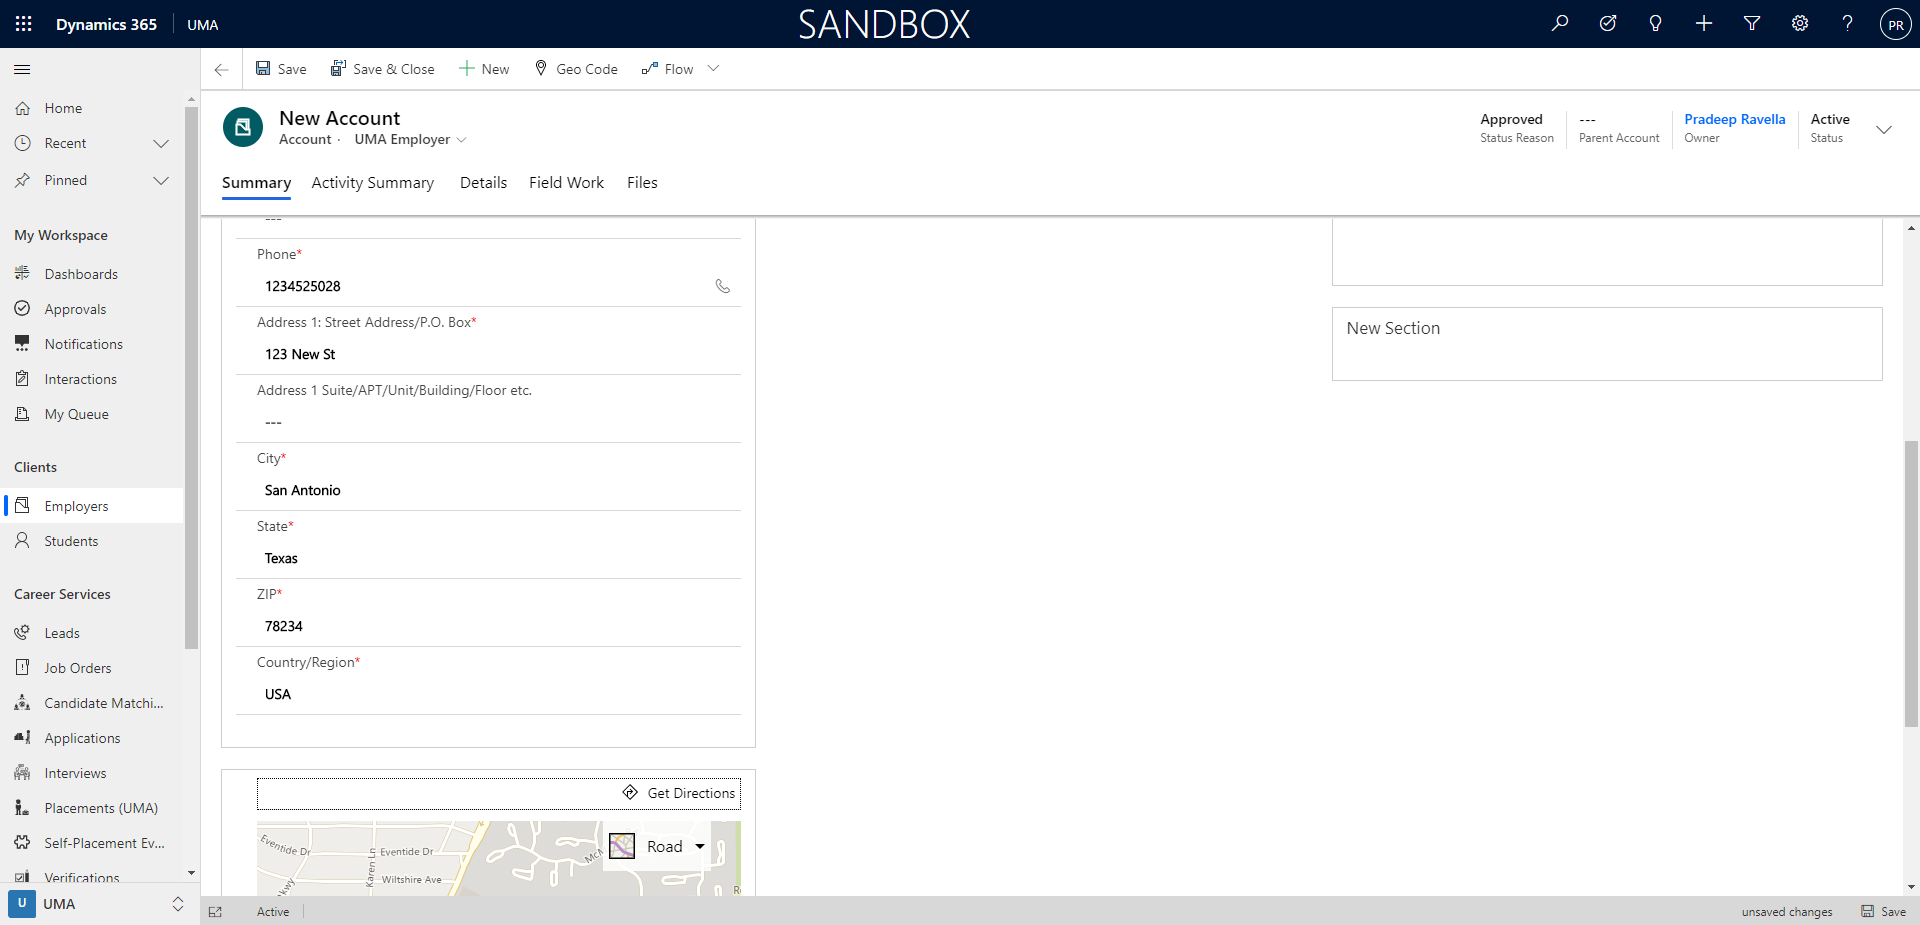 Dynamics 365
UMA
SANDBOX
PR
Save
Save & Close
New
Geo Code
Flow
Home
Recent
Pinned
My Workspace
Dashboards
Approvals
Notifications
Interactions
My Queue
Clients
Employers
Students
Career Services
Leads
Job Orders
Candidate Matchi...
Applications
Interviews
Placements (UMA)
Self-Placement Ev...
Verifications
U
UMA
New Account
Account · UMA Employer
Approved
Status Reason
---
Parent Account
Pradeep Ravella
Owner
Active
Status
Summary
Activity Summary
Details
Field Work
Files
---
Phone*
1234525028
Address 1: Street Address/P.O. Box*
123 New St
Address 1 Suite/APT/Unit/Building/Floor etc.
---
City*
San Antonio
State*
Texas
ZIP*
78234
Country/Region*
USA
New Section
Get Directions
Eventide Dr
Eventide Dr
Karen Ln
Wiltshire Ave
Road
Active
unsaved changes
Save